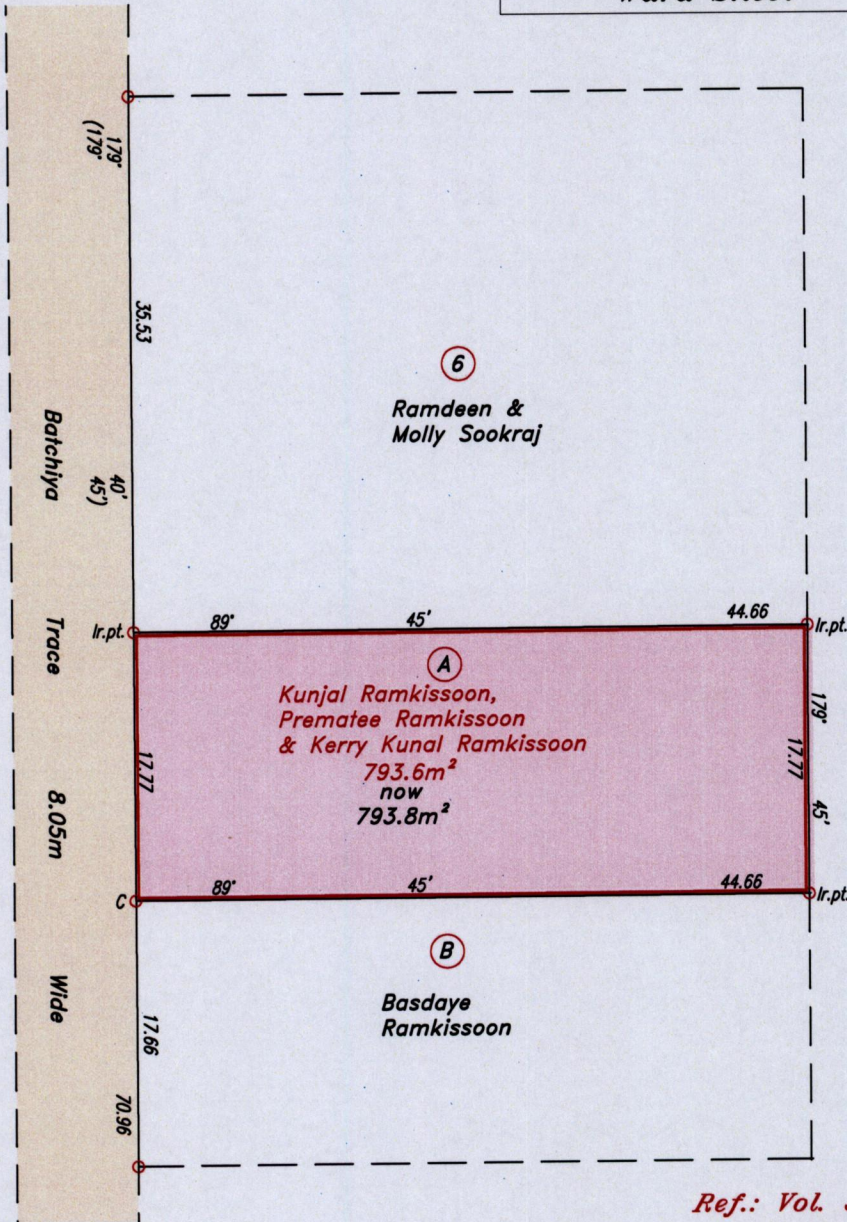 179°
(179°
35.53
40'
45')
6
Ramdeen &
Molly Sookraj
Batchiya Trace 8.05m Wide
Ir.pt.
89° 45' 44.66
Ir.pt.
A
Kunjal Ramkissoon,
Prematee Ramkissoon
& Kerry Kunal Ramkissoon
793.6m²
now
793.8m²
17.77
179° 45'
17.77
C
89° 45' 44.66
Ir.pt.
B
Basdaye
Ramkissoon
17.66
70.96
Ref.: Vol.